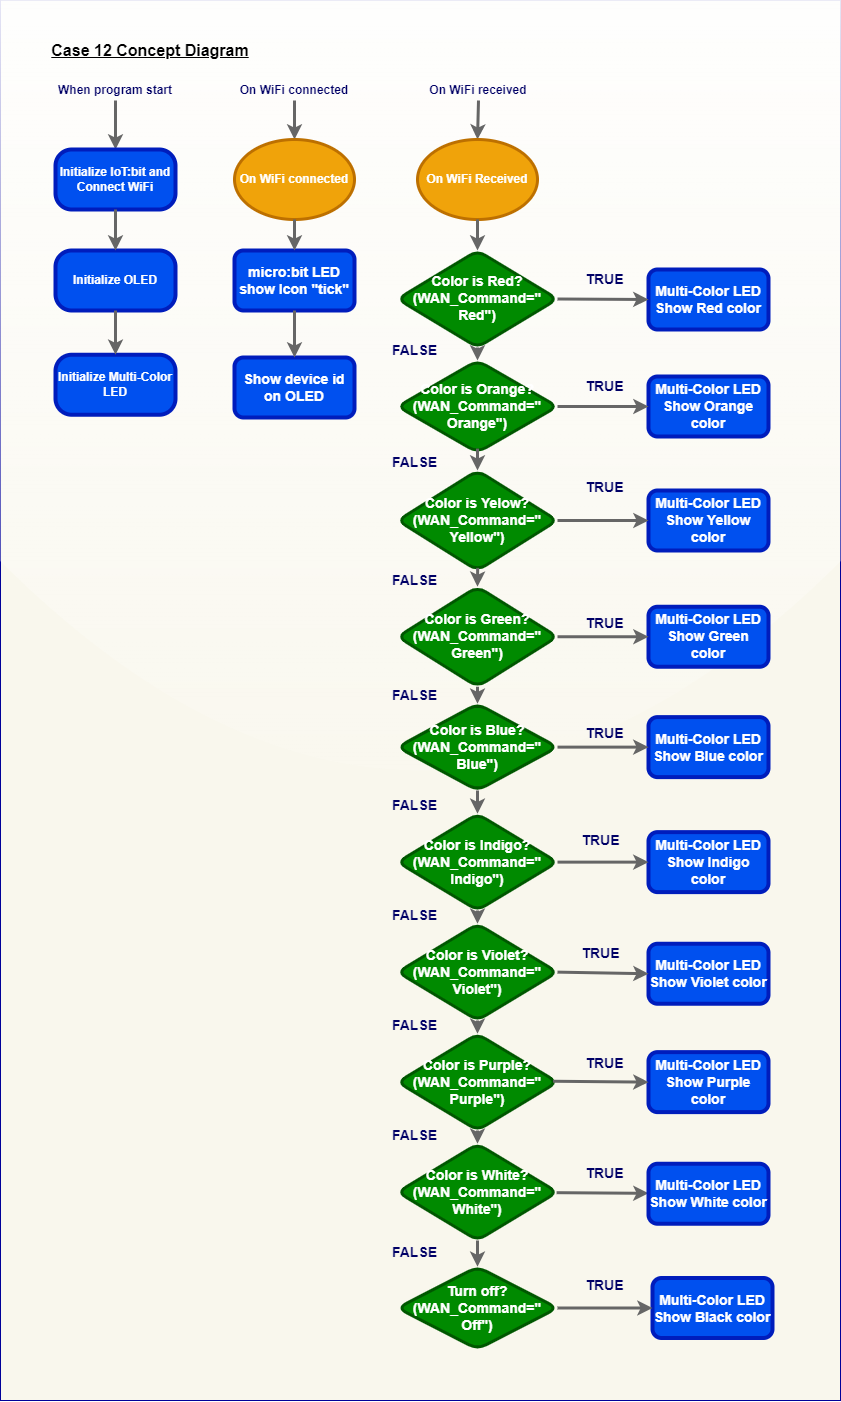 Case 12 Concept Diagram
When program start
Initialize IoT:bit and
Connect WiFi
Initialize OLED
Initialize Multi-Color
LED
On WiFi connected
On WiFi connected
micro:bit LED
show Icon "tick"
Show device id
on OLED
On WiFi received
On WiFi Received
Color is Red?
(WAN_Command="
Red")
TRUE
Multi-Color LED
Show Red color
FALSE
Color is Orange?
(WAN_Command="
Orange")
TRUE
Multi-Color LED
Show Orange
color
FALSE
Color is Yelow?
(WAN_Command="
Yellow")
TRUE
Multi-Color LED
Show Yellow
color
FALSE
Color is Green?
(WAN_Command="
Green")
TRUE
Multi-Color LED
Show Green
color
FALSE
Color is Blue?
(WAN_Command="
Blue")
TRUE
Multi-Color LED
Show Blue color
FALSE
Color is Indigo?
(WAN_Command="
Indigo")
TRUE
Multi-Color LED
Show Indigo
color
FALSE
Color is Violet?
(WAN_Command="
Violet")
TRUE
Multi-Color LED
Show Violet color
FALSE
Color is Purple?
(WAN_Command="
Purple")
TRUE
Multi-Color LED
Show Purple
color
FALSE
Color is White?
(WAN_Command="
White")
TRUE
Multi-Color LED
Show White color
FALSE
Turn off?
(WAN_Command="
Off")
TRUE
Multi-Color LED
Show Black color